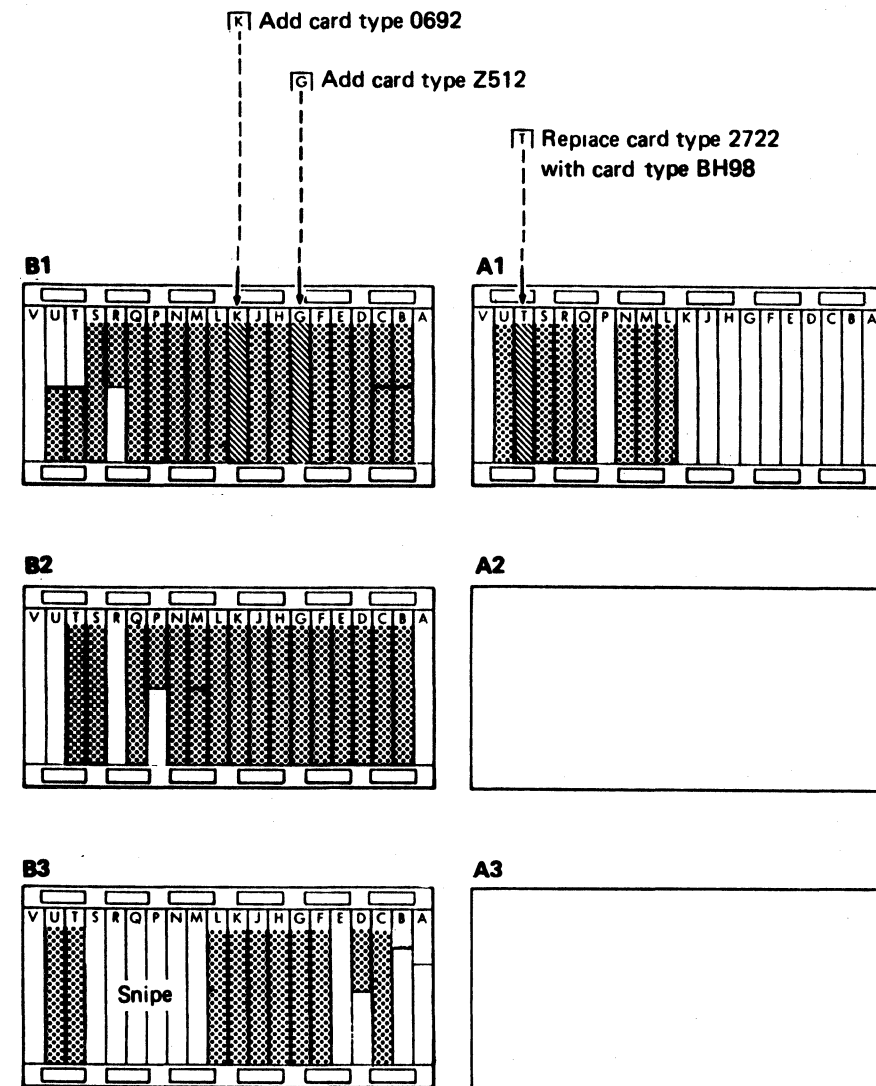 K Add card type 0692
G Add card type Z512
T Replace card type 2722
with card type BH98
B1
A1
V U T S R Q P N M L K J H G F E D C B A
V U T S R Q P N M L K J H G F E D C B A
B2
A2
V U T S R Q P N M L K J H G F E D C B A
B3
A3
V U T S R Q P N M L K J H G F E D C B A
Snipe